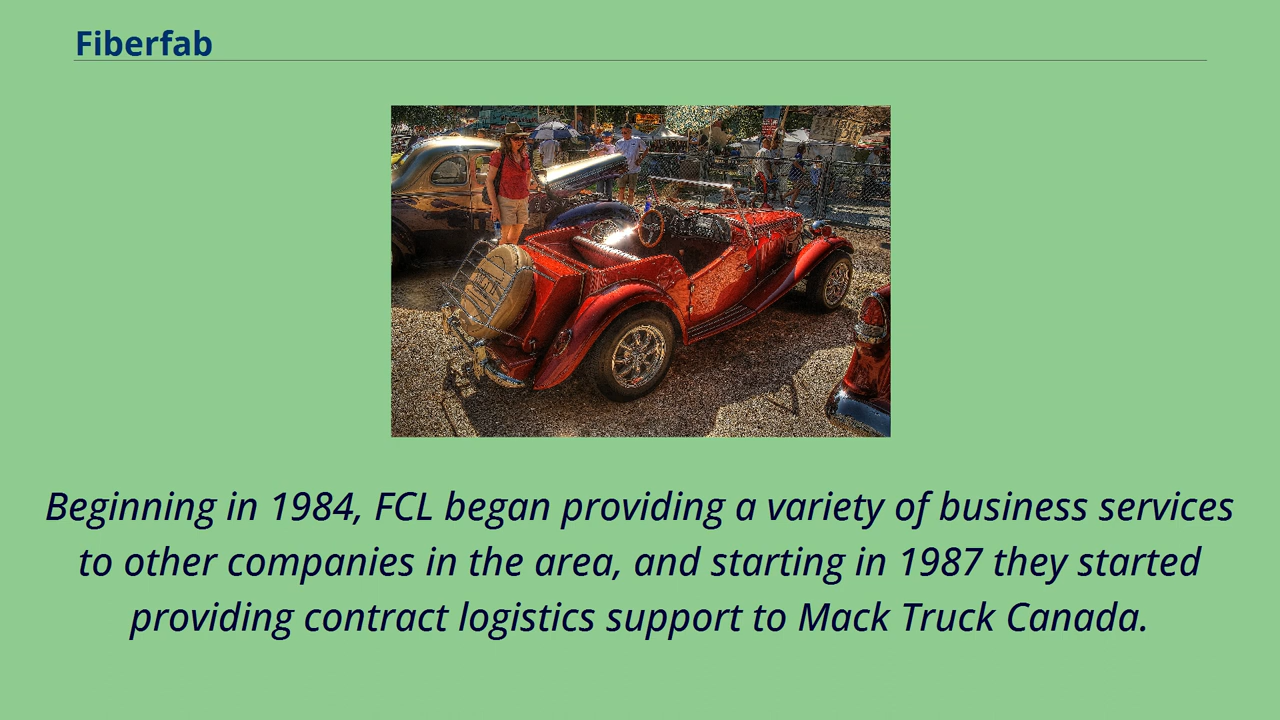 Fiberfab
Beginning in 1984, FCL began providing a variety of business services
to other companies in the area, and starting in 1987 they started
providing contract logistics support to Mack Truck Canada.